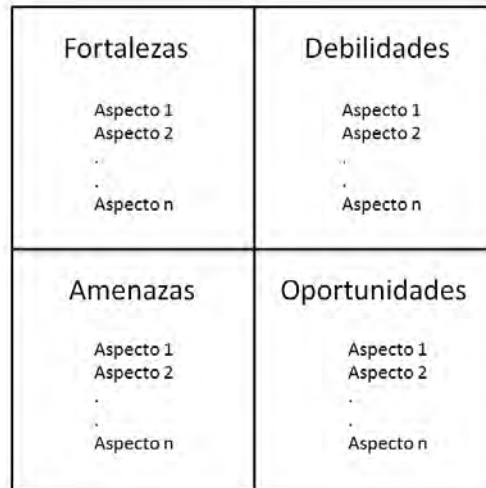 Fortalezas
Aspecto 1
Aspecto 2
.
.
Aspecto n
Debilidades
Aspecto 1
Aspecto 2
.
.
Aspecto n
Amenazas
Aspecto 1
Aspecto 2
.
.
Aspecto n
Oportunidades
Aspecto 1
Aspecto 2
.
.
Aspecto n